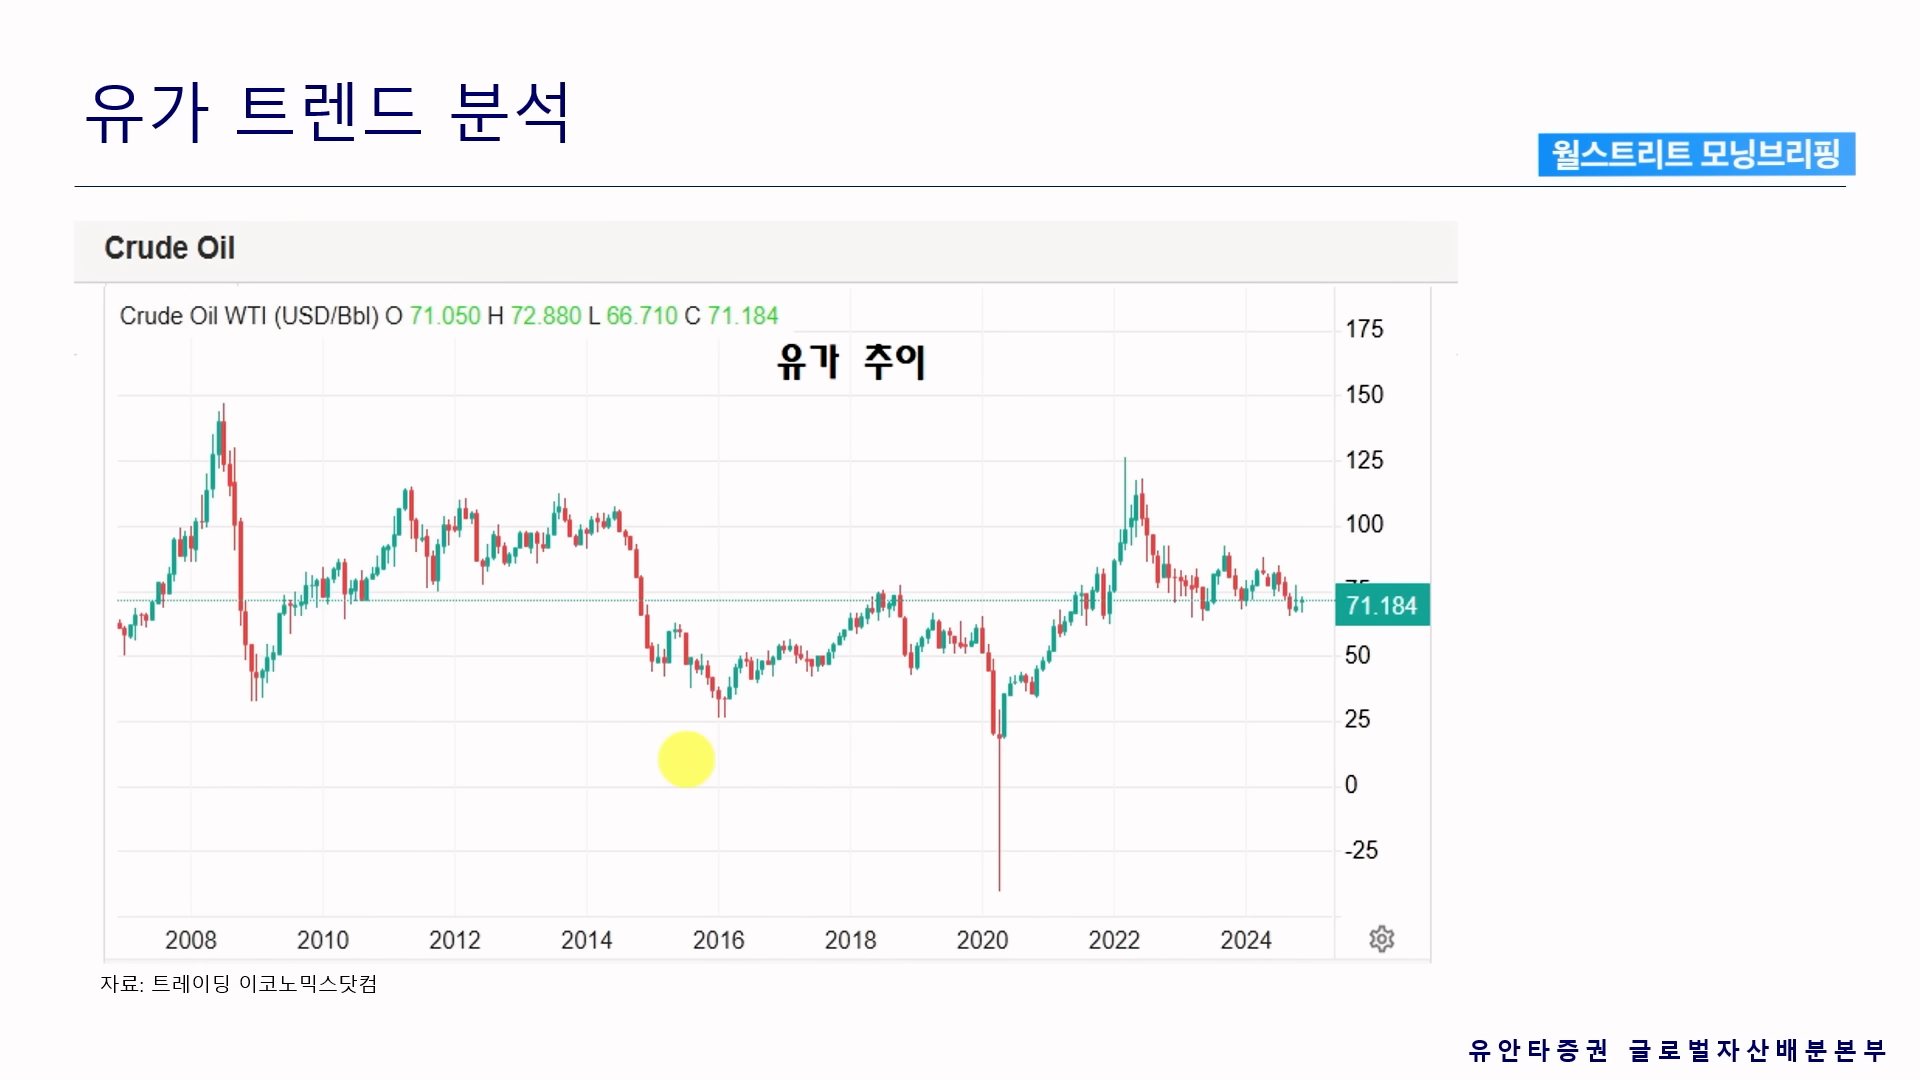 유가 트렌드 분석
월스트리트 모닝브리핑
Crude Oil
Crude Oil WTI (USD/Bbl) O 71.050 H 72.880 L 66.710 C 71.184
유가 추이
175
150
125
100
75
71.184
50
25
0
-25
2008 2010 2012 2014 2016 2018 2020 2022 2024
자료: 트레이딩 이코노믹스닷컴
유안타증권 글로벌자산배분본부